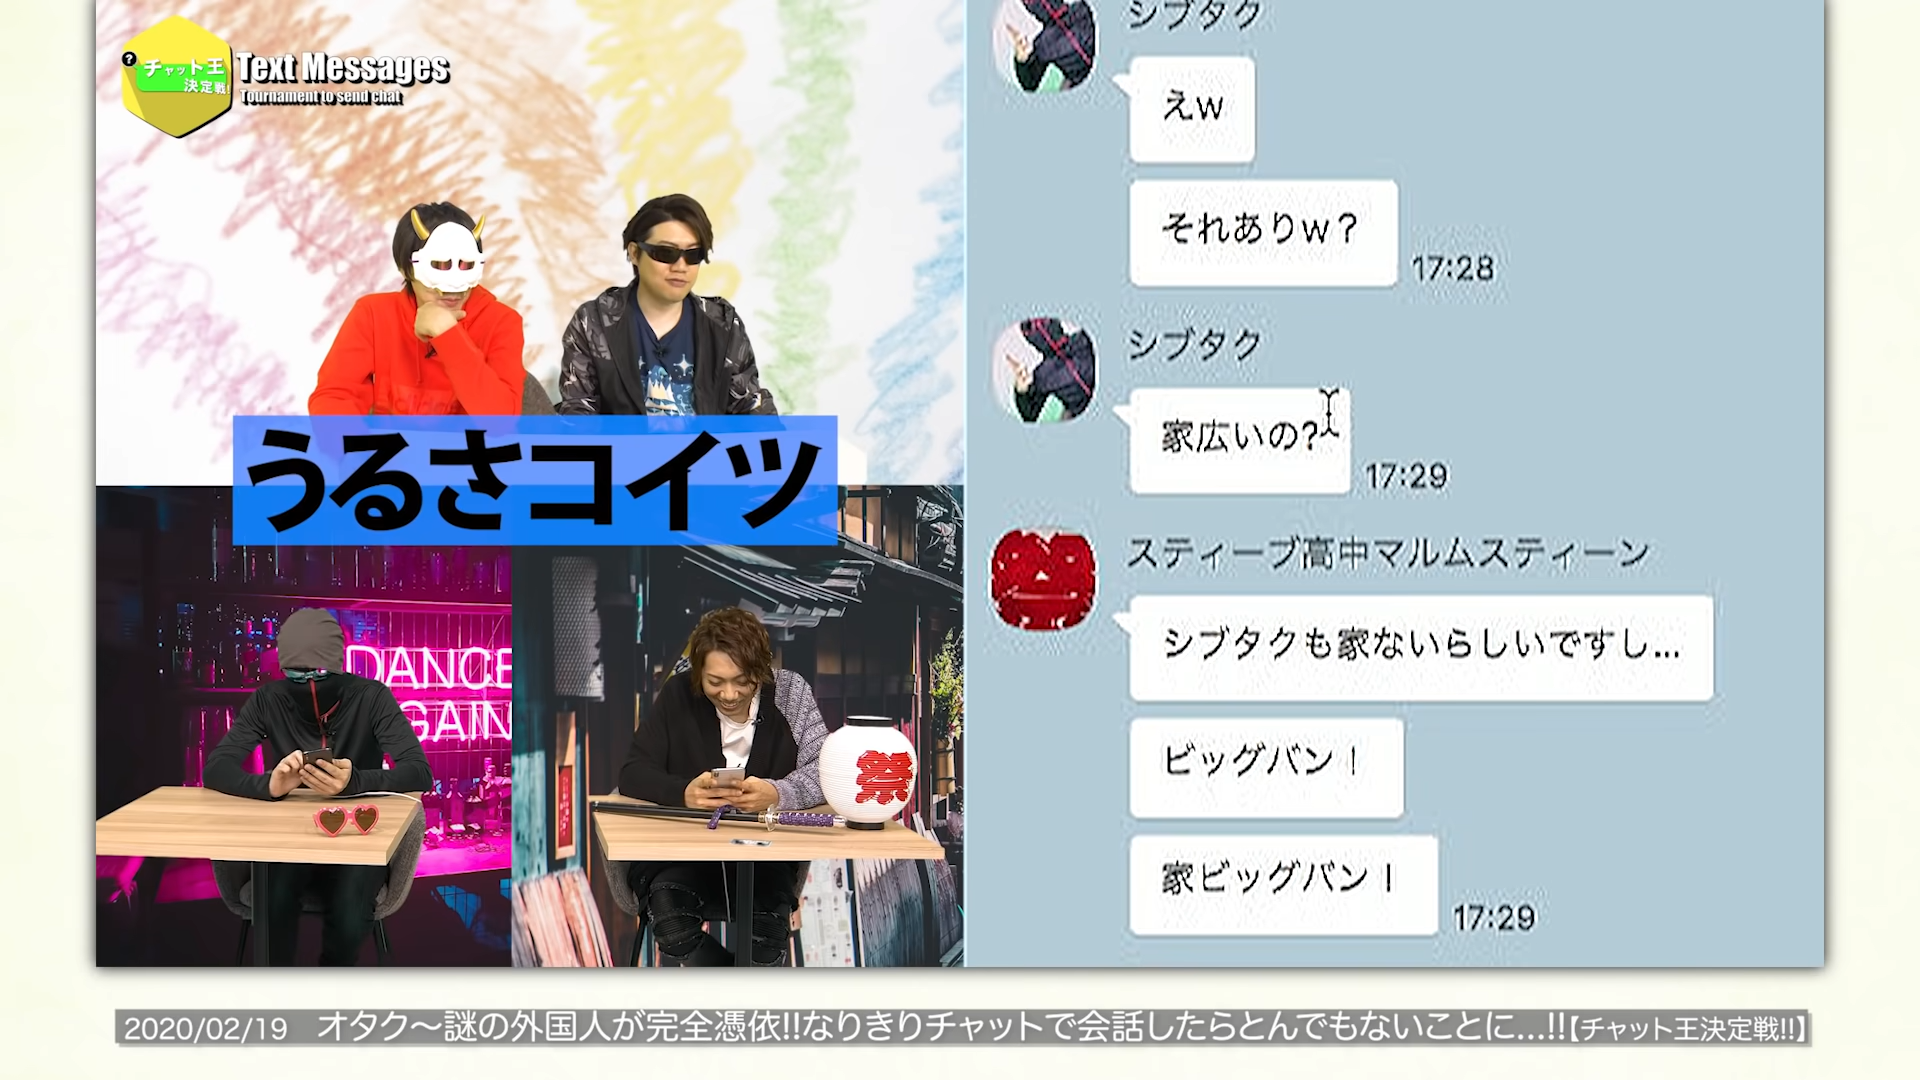 チャット王
決定戦!
Text Messages
Tournament to send chat
うるさコイツ
DANCE
AGAIN
祭
シブタク
えw
それありw？
17:28
シブタク
家広いの?
17:29
スティーブ高中マルムスティーン
シブタクも家ないらしいですし...
ビッグバン！
家ビッグバン！
17:29
2020/02/19 オタク〜謎の外国人が完全憑依!!なりきりチャットで会話したらとんでもないことに...!!【チャット王決定戦!!】